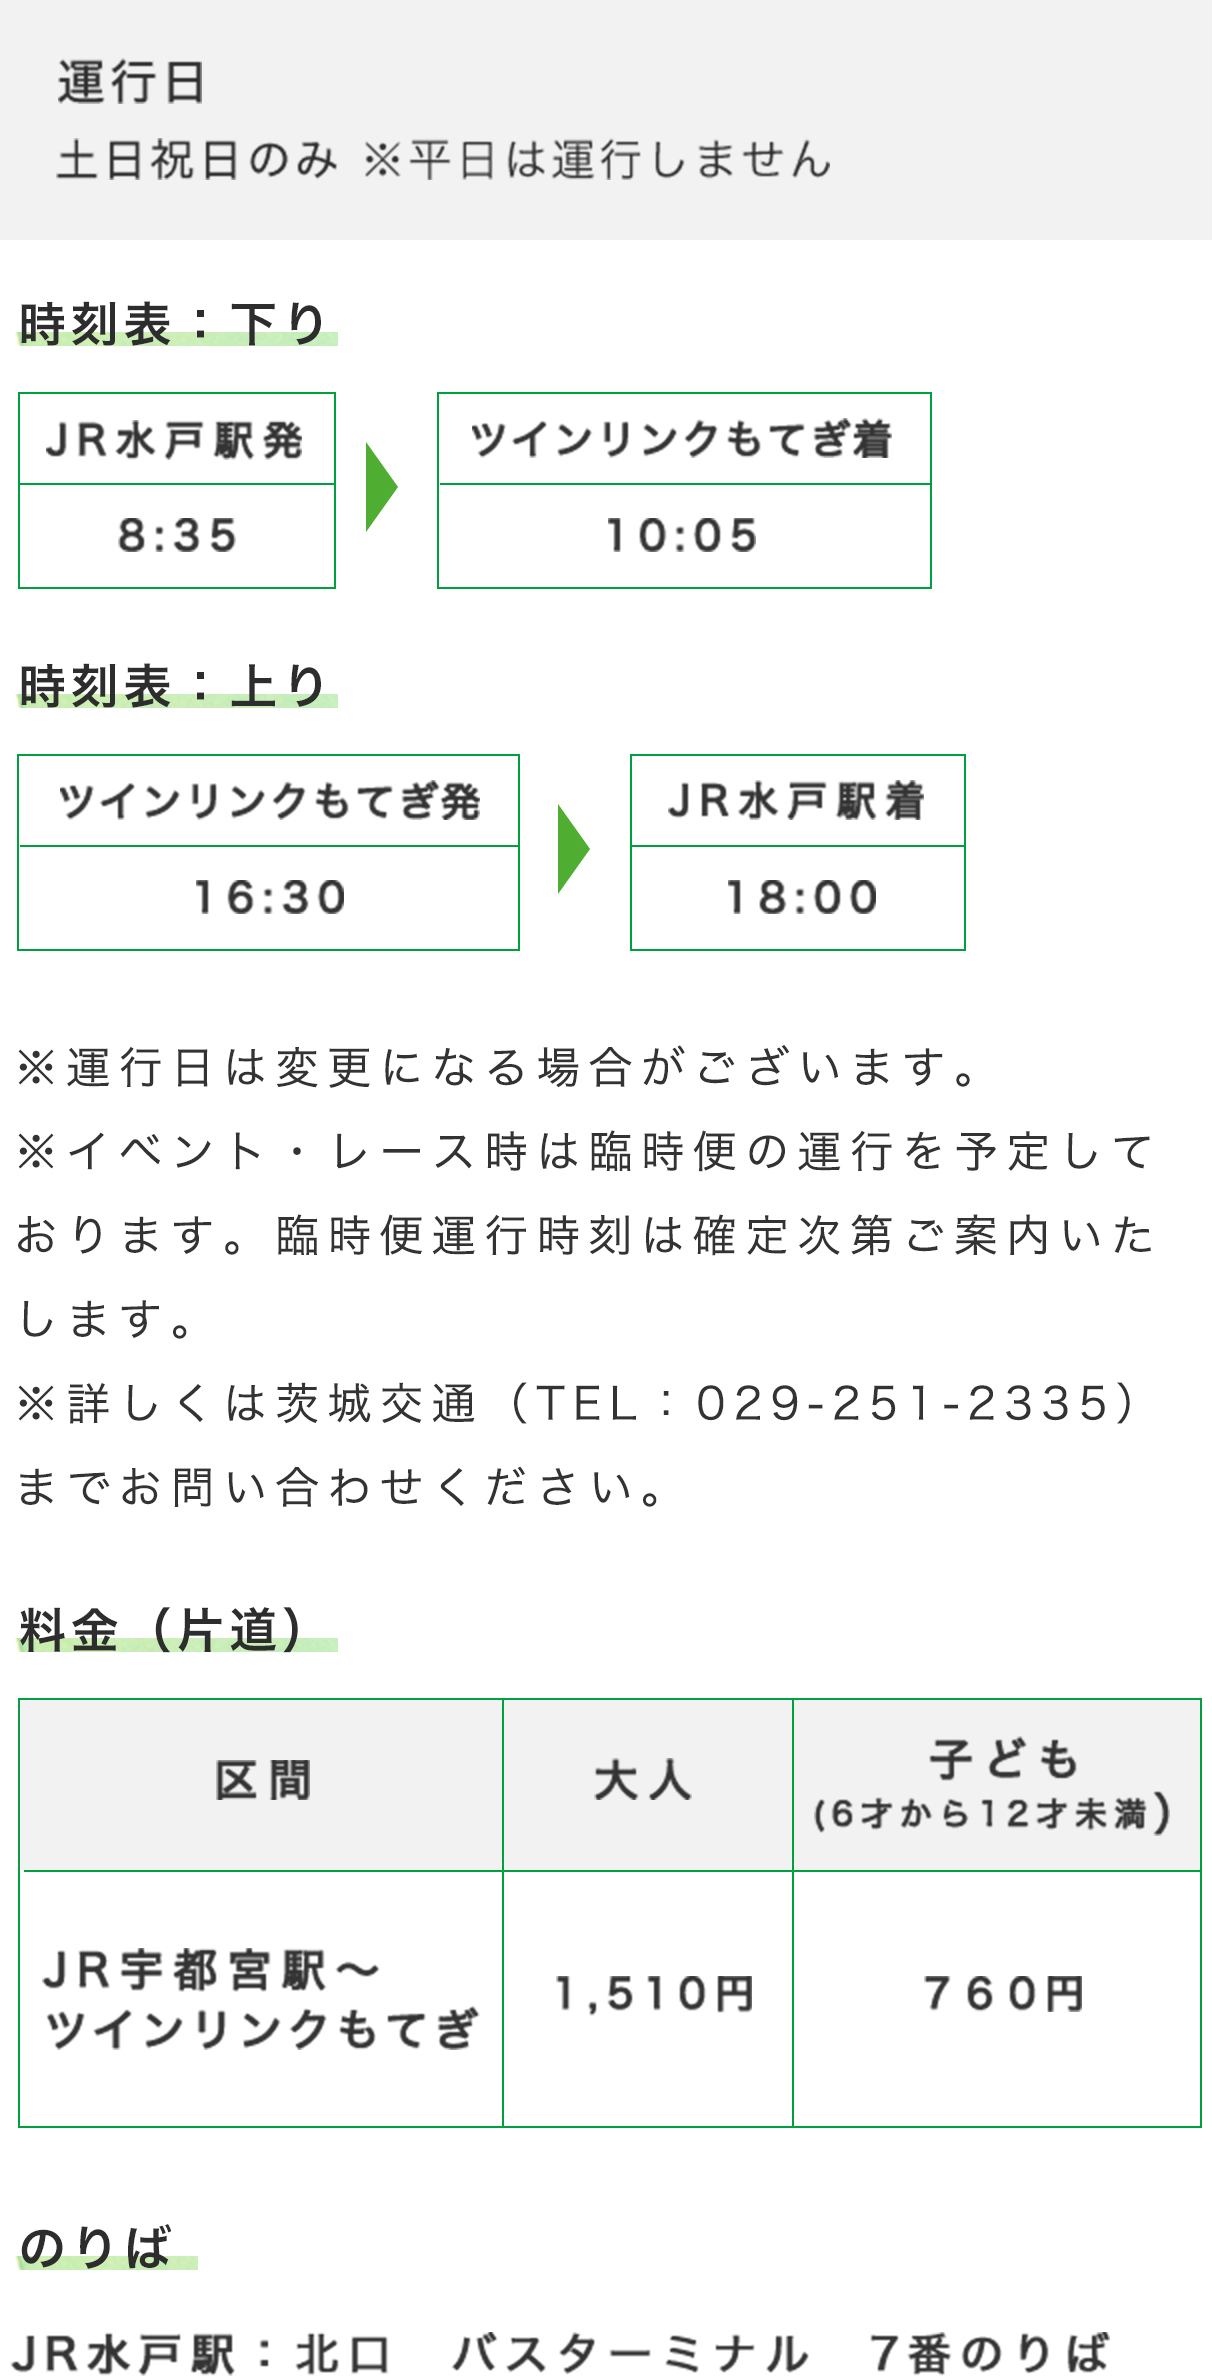 運行日
土日祝日のみ ※平日は運行しません
時刻表：下り
JR水戸駅発
ツインリンクもてぎ着
8:35
10:05
時刻表：上り
ツインリンクもてぎ発
JR水戸駅着
16:30
18:00
※運行日は変更になる場合がございます。
※イベント・レース時は臨時便の運行を予定して
おります。臨時便運行時刻は確定次第ご案内いた
します。
※詳しくは茨城交通（TEL：029-251-2335）
までお問い合わせください。
料金（片道）
区間
大人
子ども
(6才から12才未満)
JR宇都宮駅～
ツインリンクもてぎ
1,510円
760円
のりば
JR水戸駅：北口　バスターミナル　7番のりば